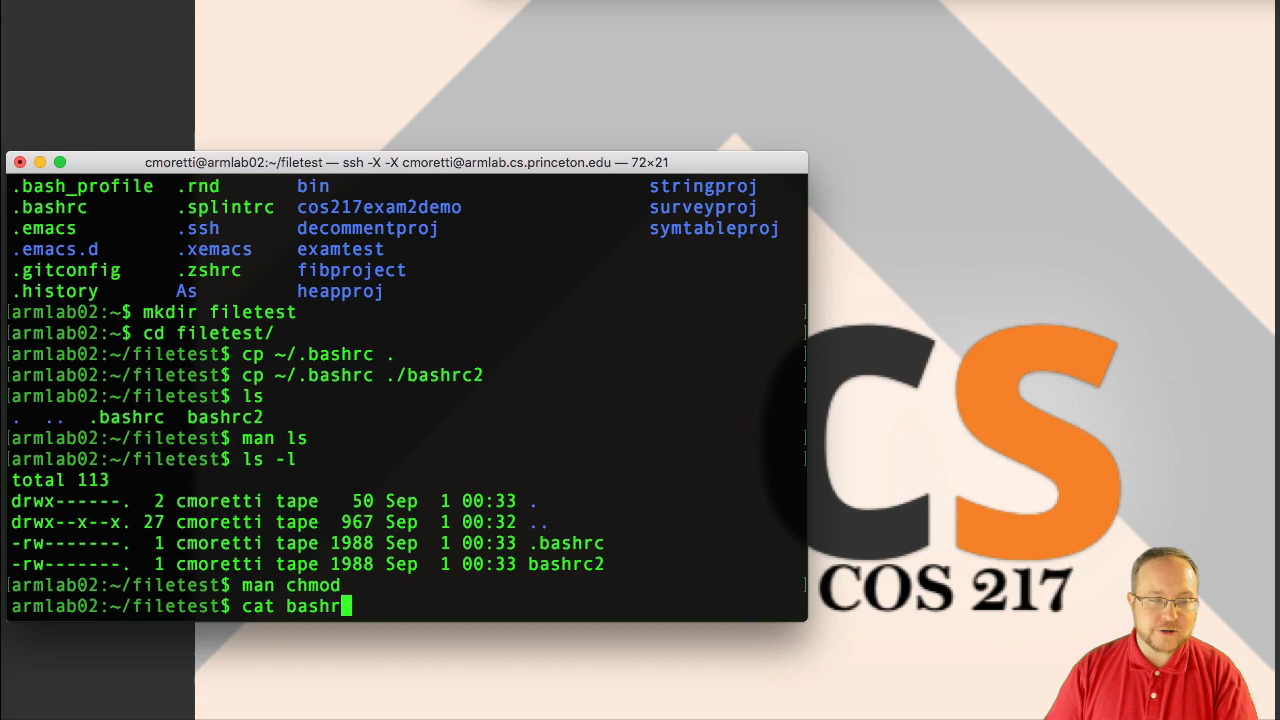 cmoretti@armlab02:~/filetest — ssh -X -X cmoretti@armlab.cs.princeton.edu — 72×21
.bash_profile .rnd bin stringproj
.bashrc .splintrc cos217exam2demo surveyproj
.emacs .ssh decommentproj symtableproj
.emacs.d .xemacs examtest
.gitconfig .zshrc fibproject
.history As heapproj
[armlab02:~$ mkdir filetest ]
[armlab02:~$ cd filetest/ ]
[armlab02:~/filetest$ cp ~/.bashrc . ]
[armlab02:~/filetest$ cp ~/.bashrc ./bashrc2 ]
[armlab02:~/filetest$ ls ]
. .. .bashrc bashrc2
[armlab02:~/filetest$ man ls ]
[armlab02:~/filetest$ ls -l ]
total 113
drwx------. 2 cmoretti tape 50 Sep 1 00:33 .
drwx--x--x. 27 cmoretti tape 967 Sep 1 00:32 ..
-rw-------. 1 cmoretti tape 1988 Sep 1 00:33 .bashrc
-rw-------. 1 cmoretti tape 1988 Sep 1 00:33 bashrc2
[armlab02:~/filetest$ man chmod ]
armlab02:~/filetest$ cat bashr
CS
COS 217